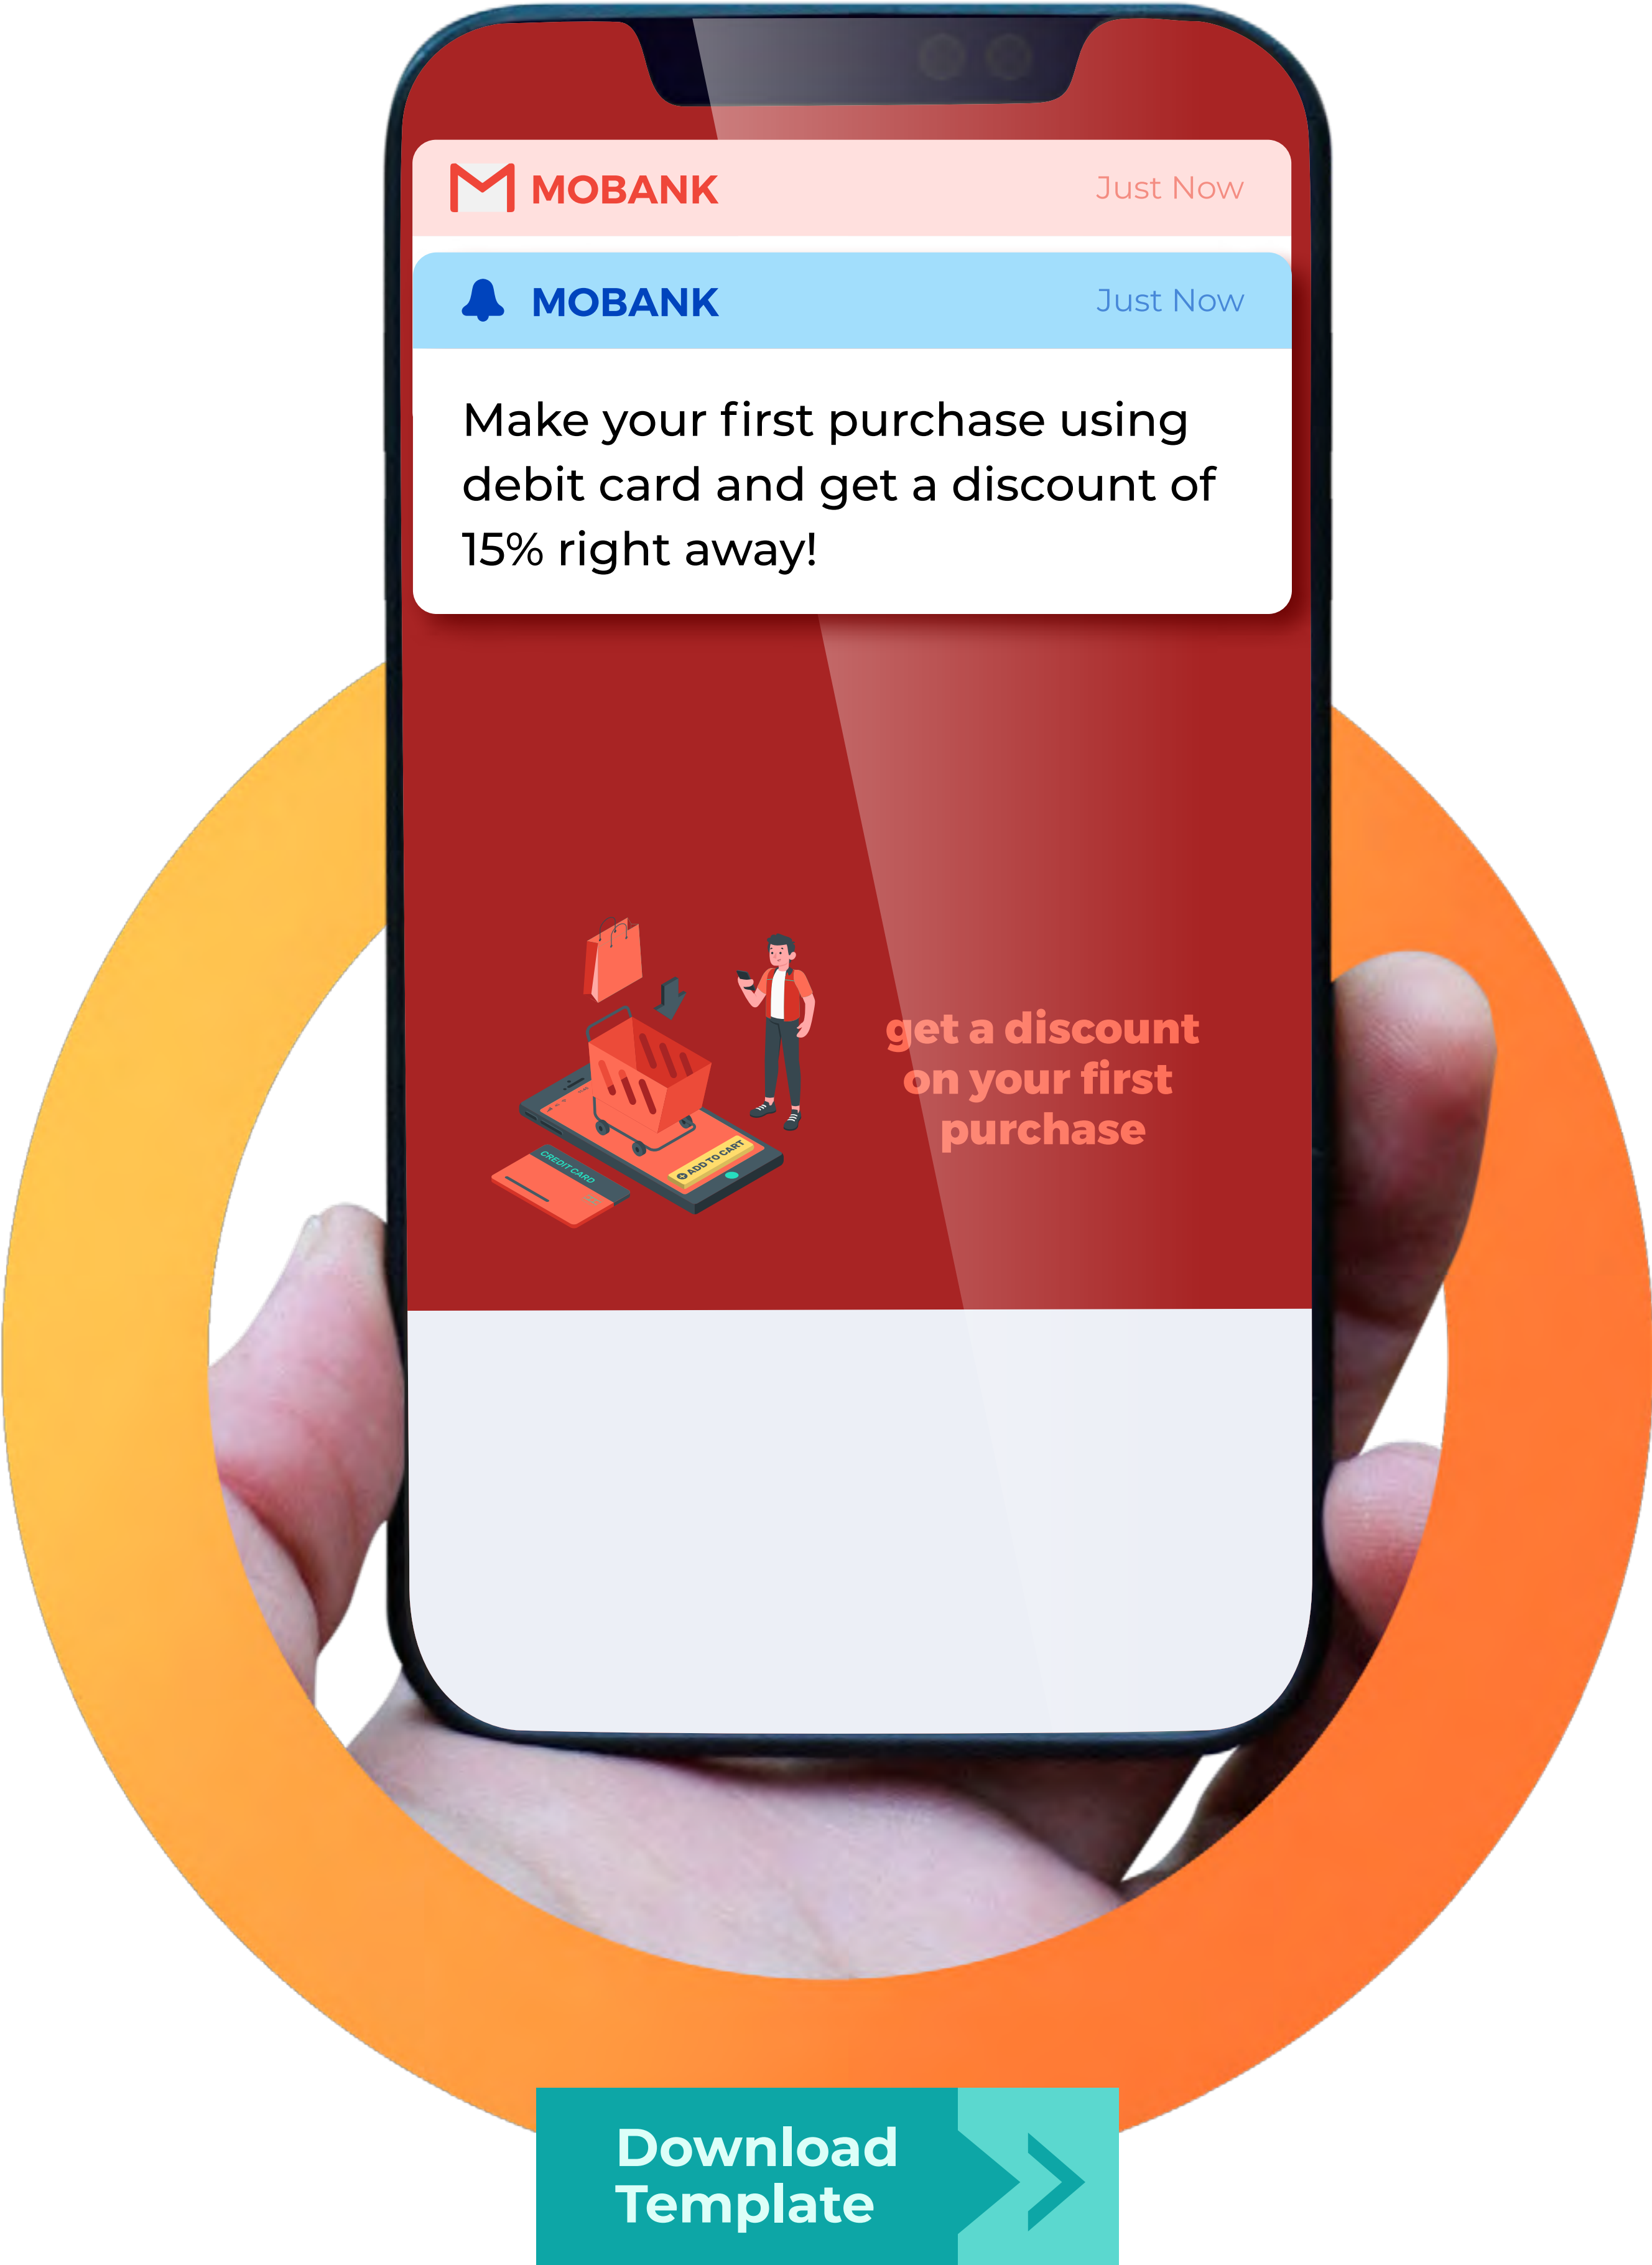 MOBANK Just Now
MOBANK Just Now
Make your first purchase using
debit card and get a discount of
15% right away!
get a discount
on your first
purchase
CREDIT CARD
ADD TO CART
Download
Template